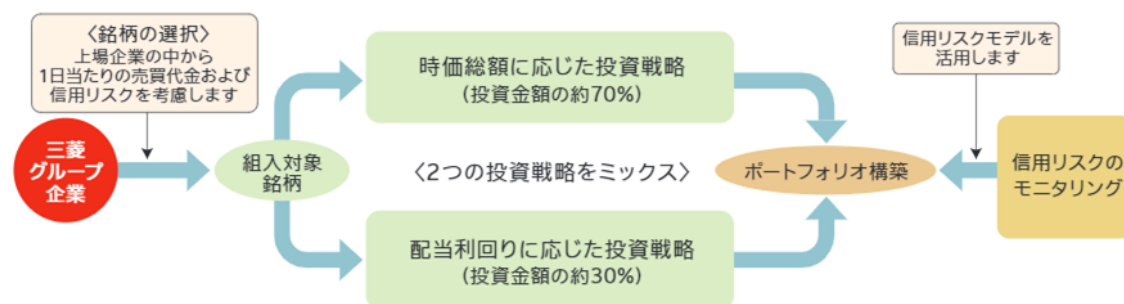 〈銘柄の選択〉
上場企業の中から
1日当たりの売買代金および
信用リスクを考慮します
三菱
グループ
企業
組入対象
銘柄
時価総額に応じた投資戦略
(投資金額の約70%)
〈2つの投資戦略をミックス〉
配当利回りに応じた投資戦略
(投資金額の約30%)
ポートフォリオ構築
信用リスクモデルを
活用します
信用リスクの
モニタリング